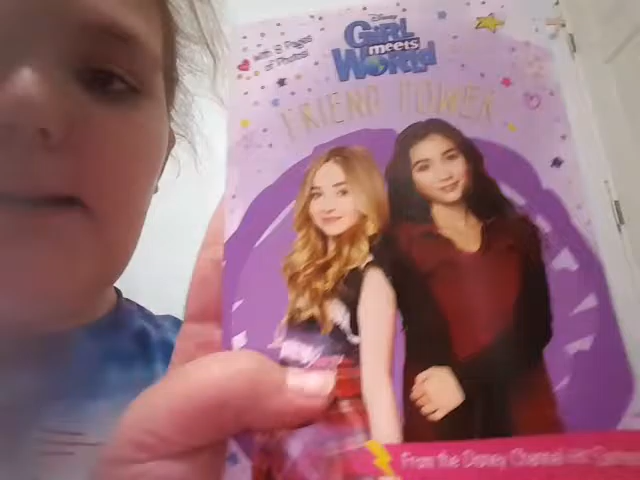 Disney
GIRL
meets
WORLD
with 8 Pages
of Photos!
FRIEND POWER
From the Disney Channel